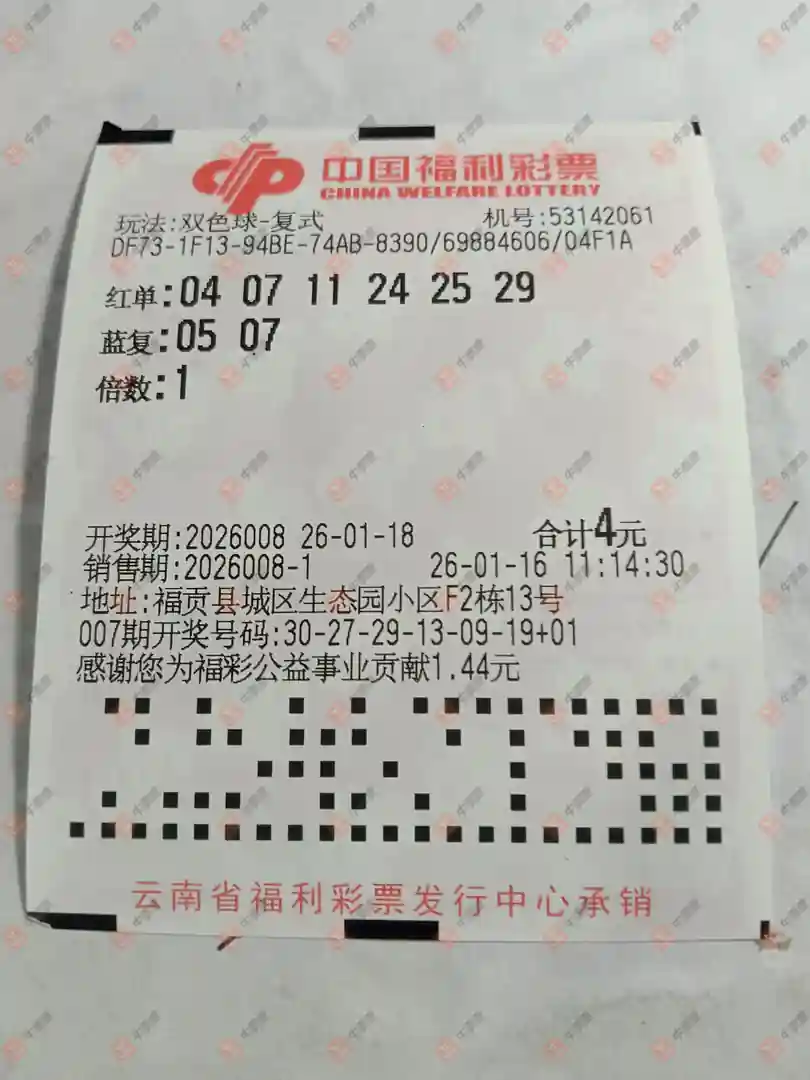 中国福利彩票
CHINA WELFARE LOTTERY
玩法:双色球-复式 机号:53142061
DF73-1F13-94BE-74AB-8390/69884606/04F1A
红单:04 07 11 24 25 29
蓝复:05 07
倍数:1
开奖期:2026008 26-01-18 合计4元
销售期:2026008-1 26-01-16 11:14:30
地址:福贡县城区生态园小区F2栋13号
007期开奖号码:30-27-29-13-09-19+01
感谢您为福彩公益事业贡献1.44元
云南省福利彩票发行中心承销